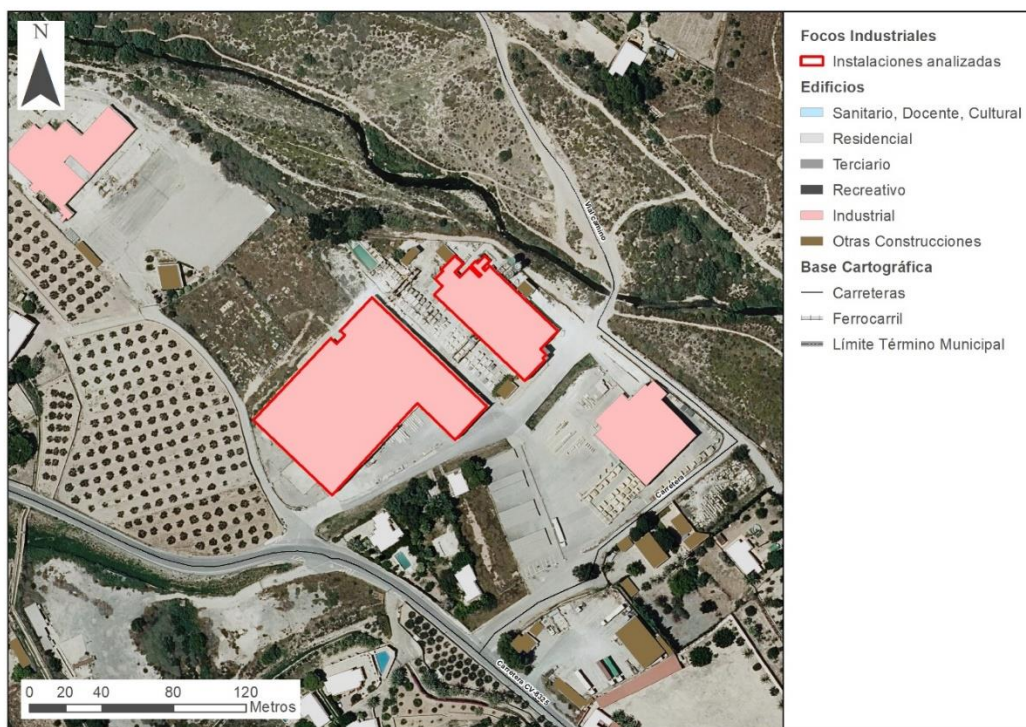 N
Vial camino
Carretera
Carretera CV-8325
0 20 40 80 120
Metros
Focos Industriales
Instalaciones analizadas
Edificios
Sanitario, Docente, Cultural
Residencial
Terciario
Recreativo
Industrial
Otras Construcciones
Base Cartográfica
Carreteras
Ferrocarril
Límite Término Municipal